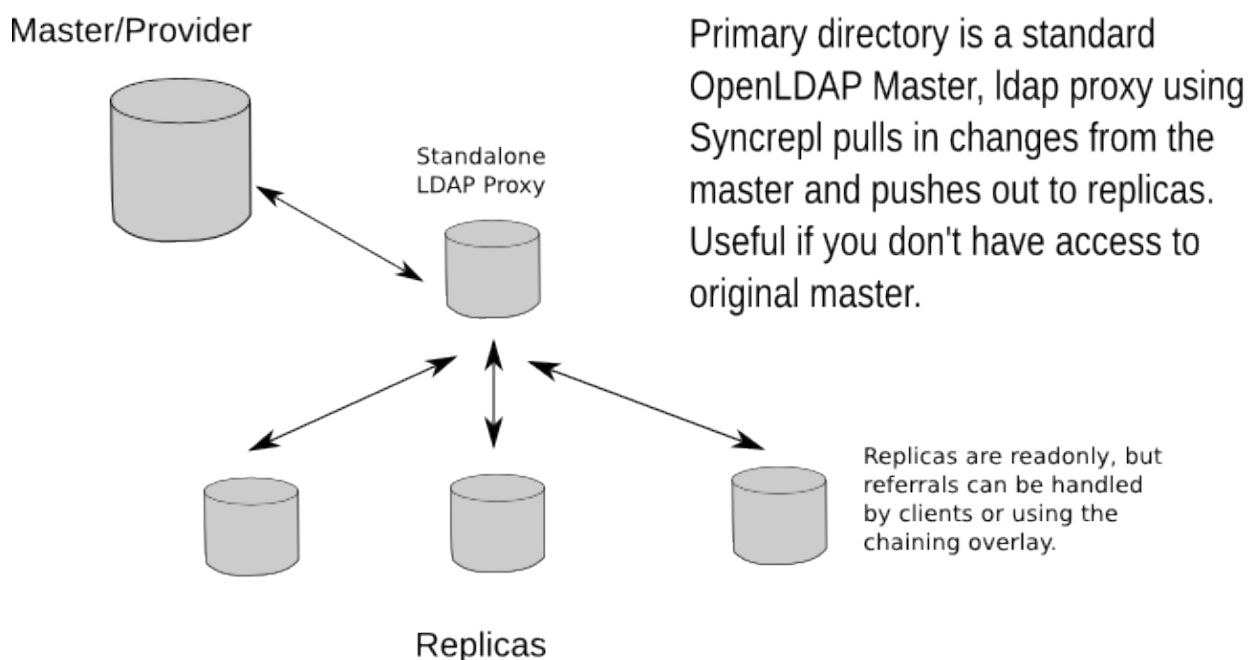 Master/Provider
Primary directory is a standard
OpenLDAP Master, ldap proxy using
Syncrepl pulls in changes from the
master and pushes out to replicas.
Useful if you don't have access to
original master.
Standalone
LDAP Proxy
Replicas are readonly, but
referrals can be handled
by clients or using the
chaining overlay.
Replicas